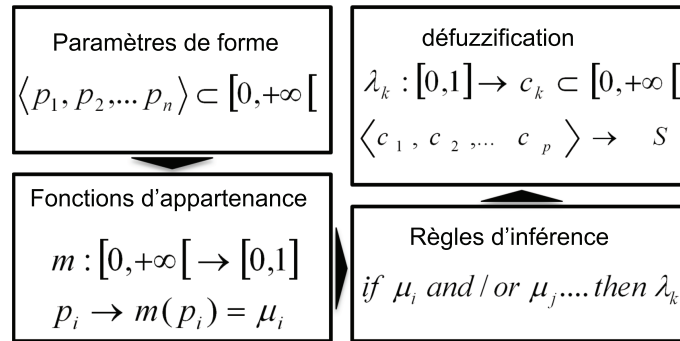 Paramètres de forme
⟨p₁, p₂,... pₙ⟩ ⊂ [0,+∞[
Fonctions d'appartenance
m : [0,+∞[ → [0,1]
pᵢ → m(pᵢ) = μᵢ
Règles d'inférence
if μᵢ and / or μⱼ.... then λₖ
défuzzification
λₖ : [0,1] → cₖ ⊂ [0,+∞[
⟨c₁ , c₂ ,... cₚ⟩ → S